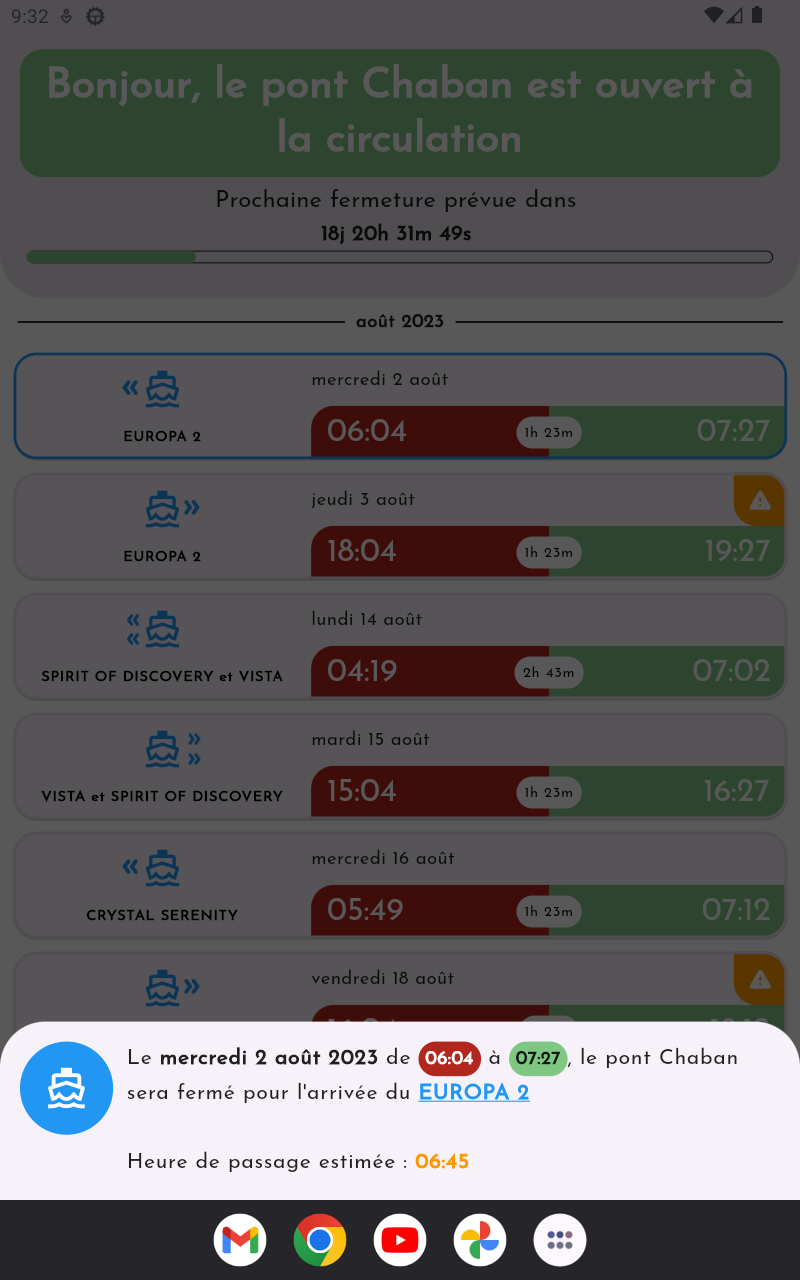 9:32
Bonjour, le pont Chaban est ouvert à
la circulation
Prochaine fermeture prévue dans
18j 20h 31m 49s
août 2023
mercredi 2 août
06:04 1h 23m 07:27
EUROPA 2
jeudi 3 août
18:04 1h 23m 19:27
EUROPA 2
lundi 14 août
04:19 2h 43m 07:02
SPIRIT OF DISCOVERY et VISTA
mardi 15 août
15:04 1h 23m 16:27
VISTA et SPIRIT OF DISCOVERY
mercredi 16 août
05:49 1h 23m 07:12
CRYSTAL SERENITY
vendredi 18 août
Le mercredi 2 août 2023 de 06:04 à 07:27, le pont Chaban
sera fermé pour l'arrivée du EUROPA 2
Heure de passage estimée : 06:45